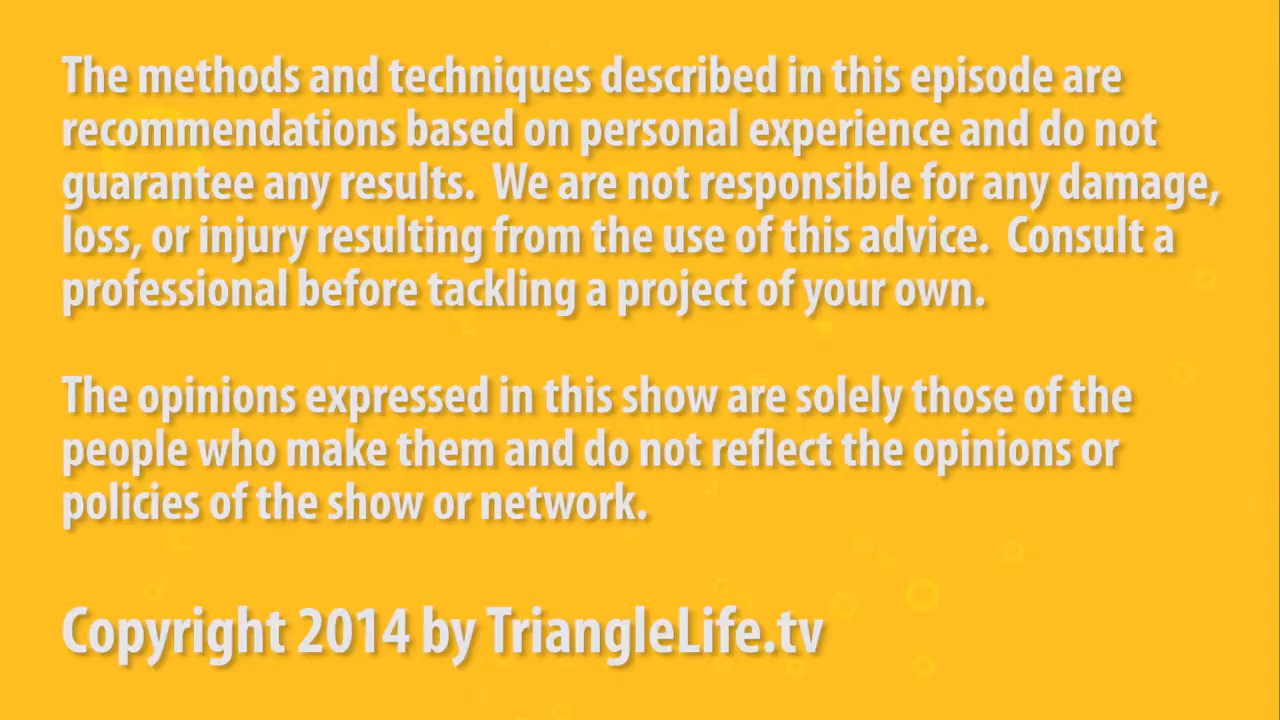 The methods and techniques described in this episode are
recommendations based on personal experience and do not
guarantee any results.  We are not responsible for any damage,
loss, or injury resulting from the use of this advice.  Consult a
professional before tackling a project of your own.
The opinions expressed in this show are solely those of the
people who make them and do not reflect the opinions or
policies of the show or network.
Copyright 2014 by TriangleLife.tv